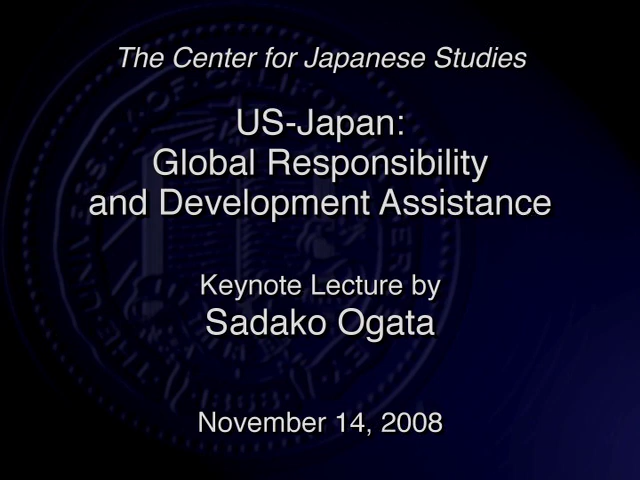 The Center for Japanese Studies
US-Japan:
Global Responsibility
and Development Assistance
Keynote Lecture by
Sadako Ogata
November 14, 2008